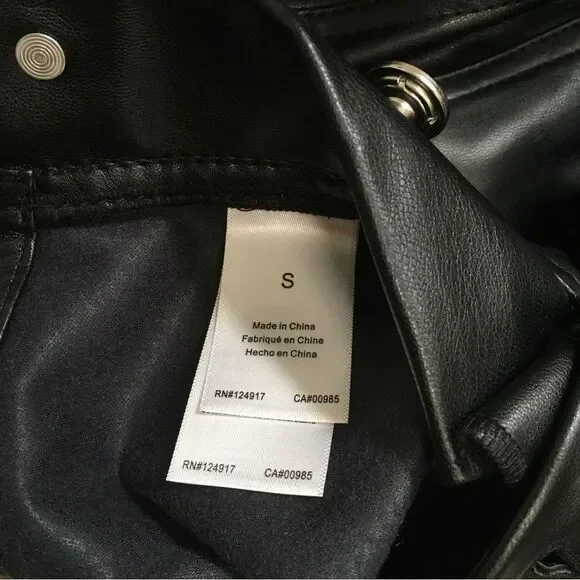 S
Made in China
Fabriqué en Chine
Hecho en China
RN#124917 CA#00985
RN#124917 CA#00985